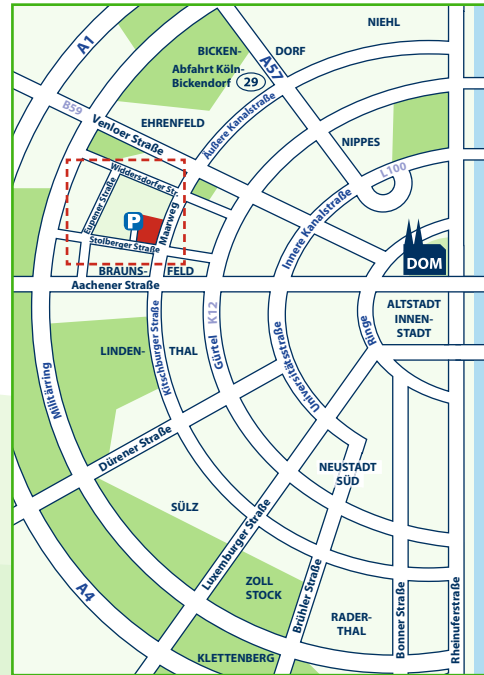 NIEHL
A1
BICKEN-
DORF
A57
Abfahrt Köln-
Bickendorf
29
B59
Venloer Straße
EHRENFELD
Äußere Kanalstraße
NIPPES
L100
Widdersdorfer Str.
Eupener Straße
Maarweg
P
Stolberger Straße
Innere Kanalstraße
DOM
BRAUNS-
FELD
Aachener Straße
ALTSTADT
INNEN-
STADT
Militärring
LINDEN-
THAL
Kitschburger Straße
Gürtel
K12
Universitätsstraße
Ringe
Dürener Straße
NEUSTADT
SÜD
SÜLZ
Luxemburger Straße
ZOLL
STOCK
Brühler Straße
RADER-
THAL
Bonner Straße
Rheinuferstraße
A4
KLETTENBERG